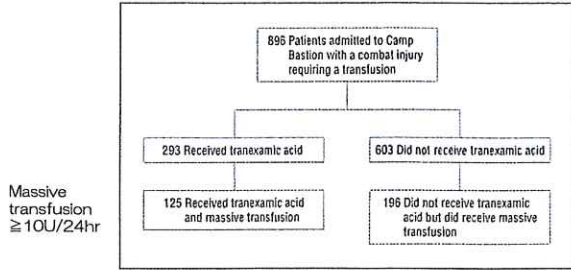 896 Patients admitted to Camp
Bastion with a combat injury
requiring a transfusion
293 Received tranexamic acid
603 Did not receive tranexamic acid
Massive
transfusion
≧10U/24hr
125 Received tranexamic acid
and massive transfusion
196 Did not receive tranexamic
acid but did receive massive
transfusion